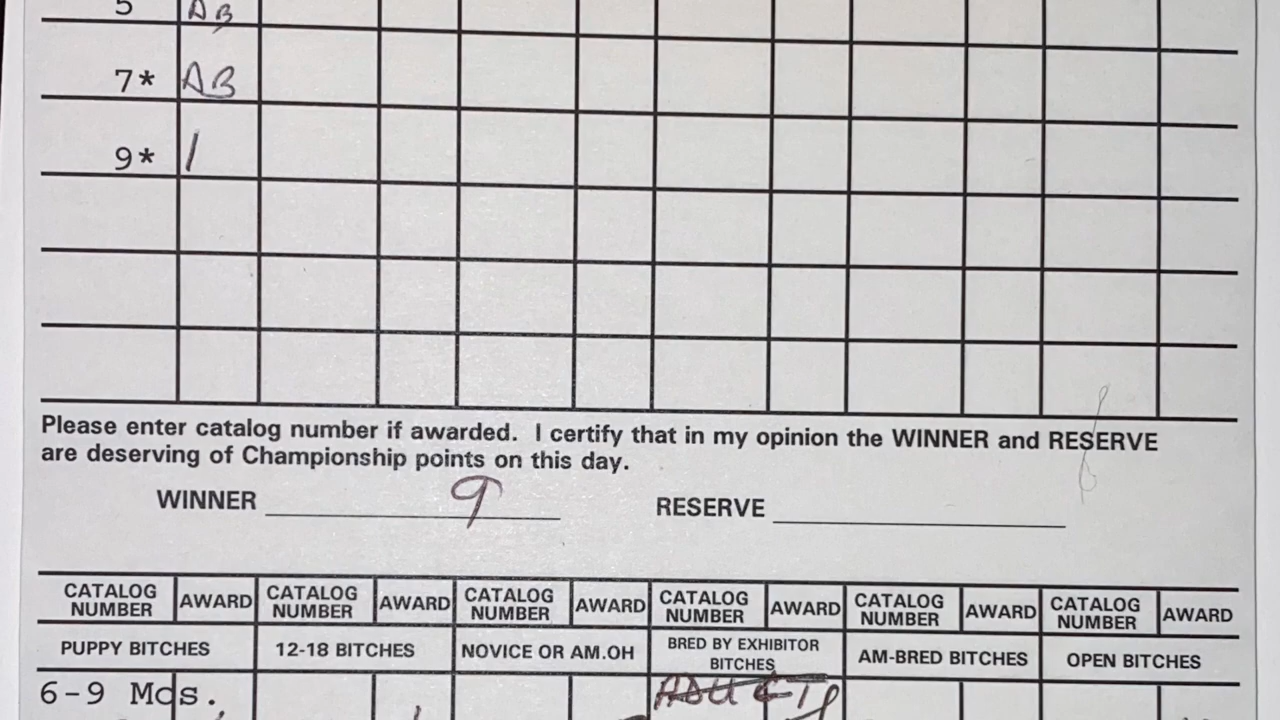 5 AB
7* AB
9* 1
Please enter catalog number if awarded. I certify that in my opinion the WINNER and RESERVE
are deserving of Championship points on this day.
WINNER 9 RESERVE
CATALOG NUMBER AWARD CATALOG NUMBER AWARD CATALOG NUMBER AWARD CATALOG NUMBER AWARD CATALOG NUMBER AWARD CATALOG NUMBER AWARD
PUPPY BITCHES 12-18 BITCHES NOVICE OR AM.OH BRED BY EXHIBITOR BITCHES AM-BRED BITCHES OPEN BITCHES
6-9 Mos.